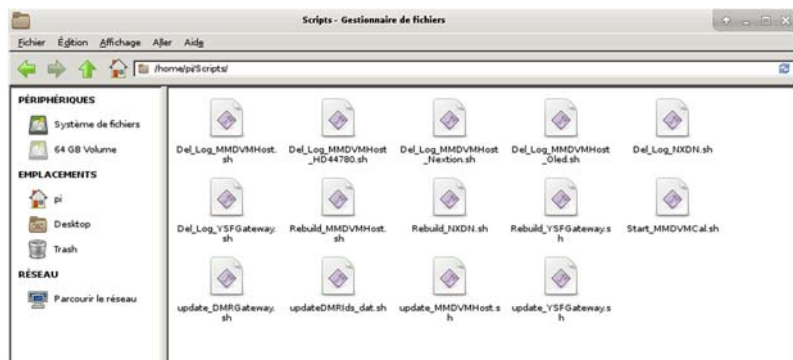 Scripts - Gestionnaire de fichiers
Fichier Édition Affichage Aller Aide
/home/pi/Scripts/
PÉRIPHÉRIQUES
Système de fichiers
64 GB Volume
EMPLACEMENTS
pi
Desktop
Trash
RÉSEAU
Parcourir le réseau
Del_Log_MMDVMHost.
sh
Del_Log_MMDVMHost
_HD44780.sh
Del_Log_MMDVMHost
_Nextion.sh
Del_Log_MMDVMHost
_Oled.sh
Del_Log_NXDN.sh
Del_Log_YSFGateway.
sh
Rebuild_MMDVMHost.
sh
Rebuild_NXDN.sh
Rebuild_YSFGateway.s
h
Start_MMDVMCal.sh
update_DMRGateway.
sh
updateDMRIds_dat.sh
update_MMDVMHost.s
h
update_YSFGateway.s
h